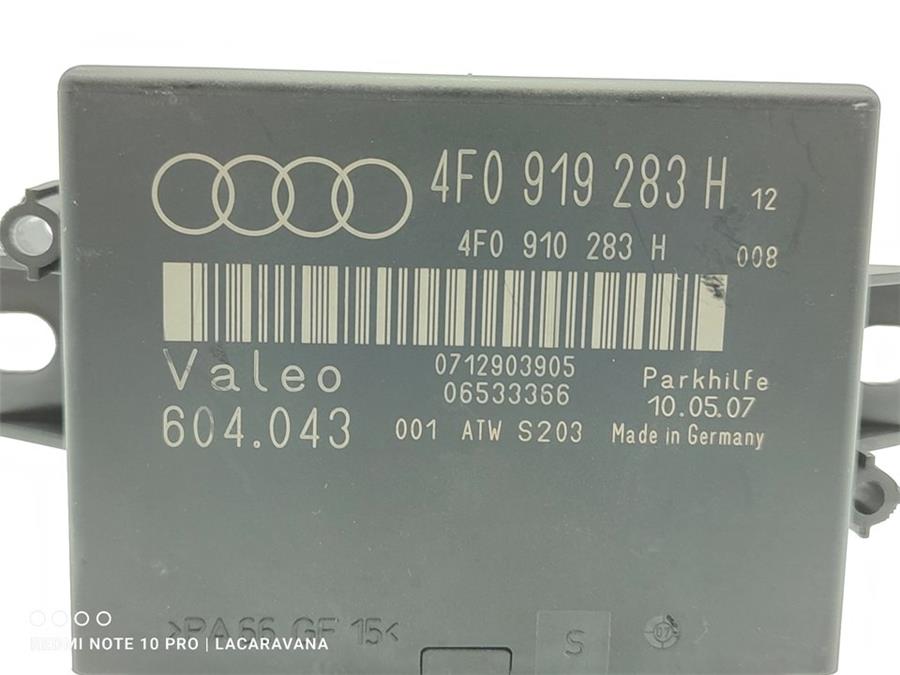 4F0 919 283 H 12
4F0 910 283 H 008
Valeo
0712903905
06533366
Parkhilfe
10.05.07
604.043
001 ATW S203
Made in Germany
>PA66 GF 15<
S
07
REDMI NOTE 10 PRO | LACARAVANA